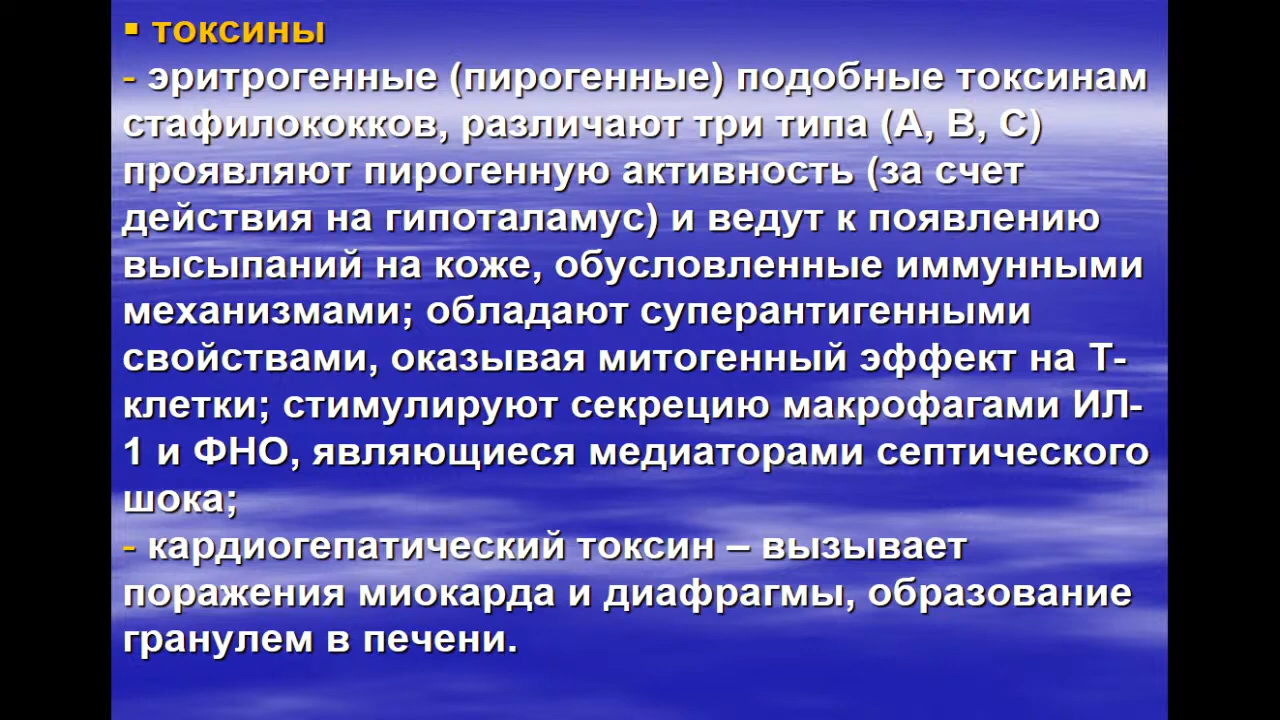 ▪ токсины
- эритрогенные (пирогенные) подобные токсинам
стафилококков, различают три типа (А, В, С)
проявляют пирогенную активность (за счет
действия на гипоталамус) и ведут к появлению
высыпаний на коже, обусловленные иммунными
механизмами; обладают суперантигенными
свойствами, оказывая митогенный эффект на Т-
клетки; стимулируют секрецию макрофагами ИЛ-
1 и ФНО, являющиеся медиаторами септического
шока;
- кардиогепатический токсин – вызывает
поражения миокарда и диафрагмы, образование
гранулем в печени.